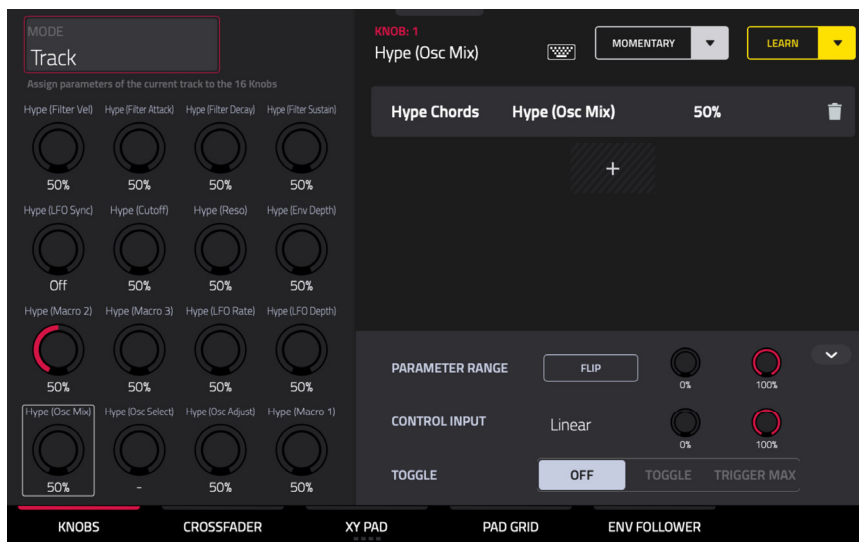 MODE
Track
Assign parameters of the current track to the 16 Knobs
Hype (Filter Vel) Hype (Filter Attack) Hype (Filter Decay) Hype (Filter Sustain)
50% 50% 50% 50%
Hype (LFO Sync) Hype (Cutoff) Hype (Reso) Hype (Env Depth)
Off 50% 50% 50%
Hype (Macro 2) Hype (Macro 3) Hype (LFO Rate) Hype (LFO Depth)
50% 50% 50% 50%
Hype (Osc Mix) Hype (Osc Select) Hype (Osc Adjust) Hype (Macro 1)
50% - 50% 50%
KNOB: 1
Hype (Osc Mix)
MOMENTARY
LEARN
Hype Chords Hype (Osc Mix) 50%
+
PARAMETER RANGE FLIP 0% 100%
CONTROL INPUT Linear 0% 100%
TOGGLE OFF TOGGLE TRIGGER MAX
KNOBS CROSSFADER XY PAD PAD GRID ENV FOLLOWER